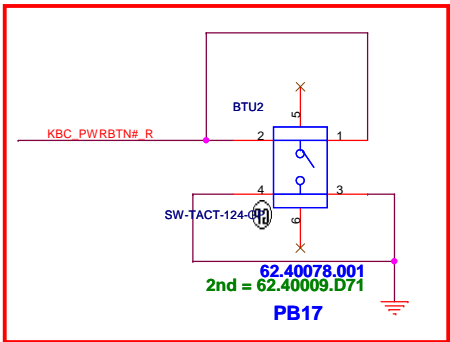 BTU2
5
KBC_PWRBTN#_R
2
1
4
3
SW-TACT-124-GP
6
62.40078.001
2nd = 62.40009.D71
PB17